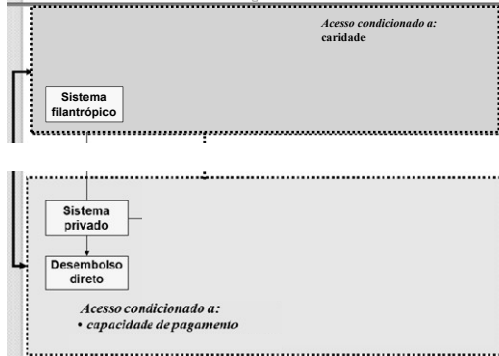 Acesso condicionado a:
caridade
Sistema
filantrópico
Sistema
privado
Desembolso
direto
Acesso condicionado a:
• capacidade de pagamento